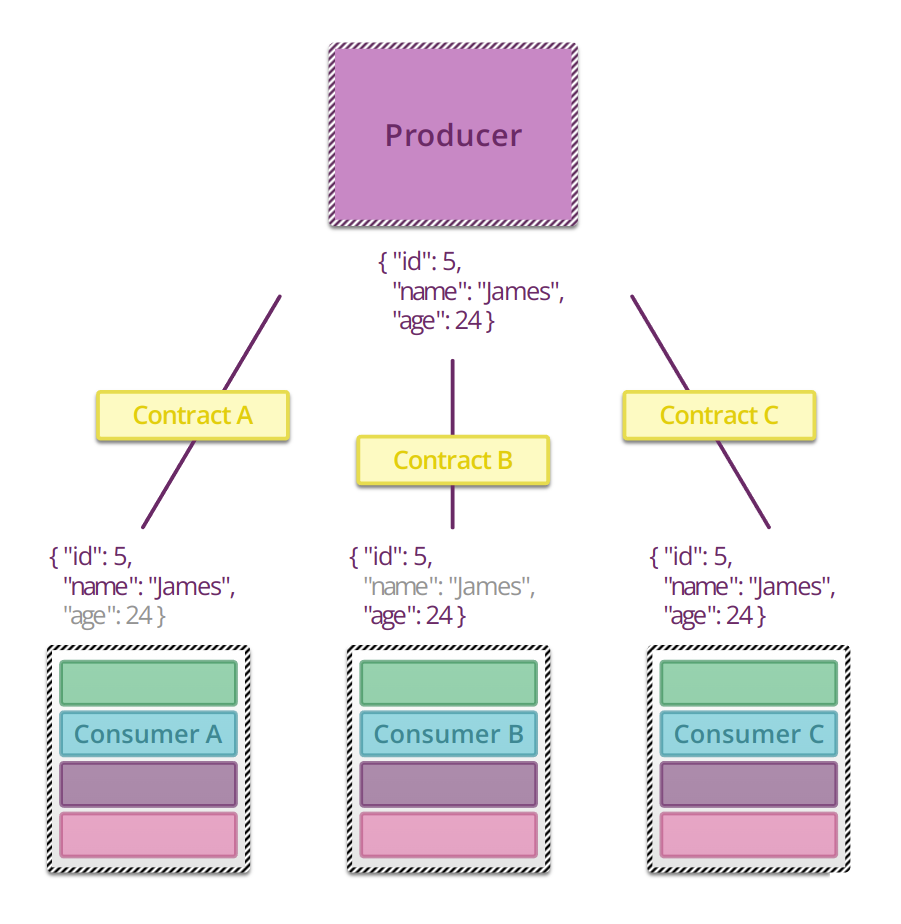 Producer
{ "id": 5,
"name": "James",
"age": 24 }
Contract A
Contract B
Contract C
{ "id": 5,
"name": "James",
"age": 24 }
{ "id": 5,
"name": "James",
"age": 24 }
{ "id": 5,
"name": "James",
"age": 24 }
Consumer A
Consumer B
Consumer C